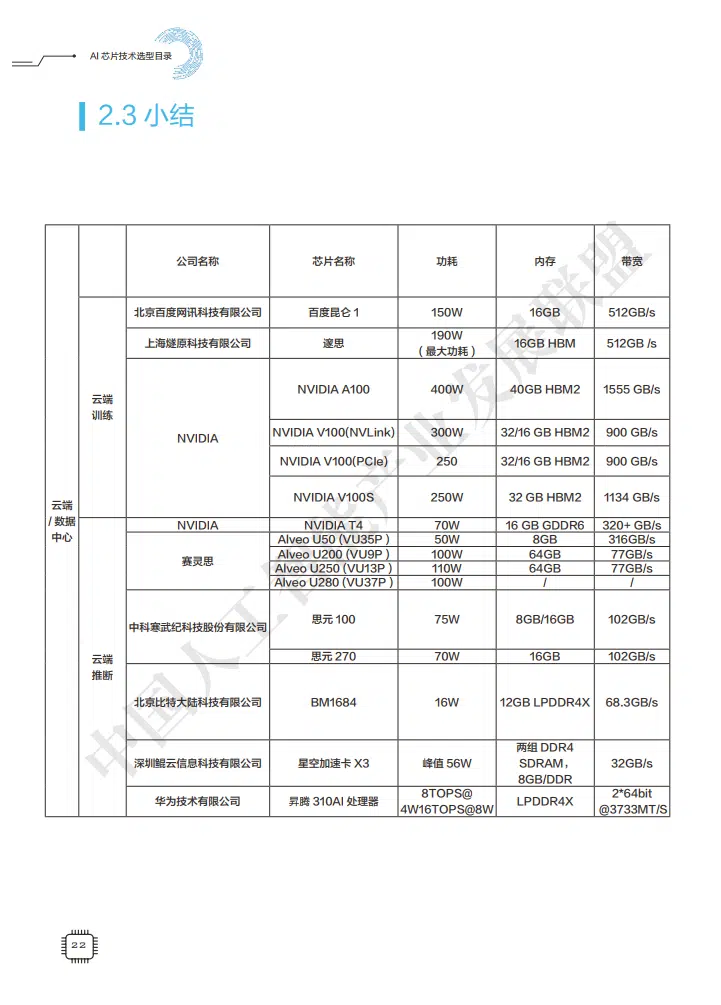 AI 芯片技术选型目录
2.3 小结
公司名称 芯片名称 功耗 内存 带宽
云端
/ 数据
中心
云端
训练
北京百度网讯科技有限公司 百度昆仑 1 150W 16GB 512GB/s
上海燧原科技有限公司 邃思 190W
( 最大功耗 ) 16GB HBM 512GB /s
NVIDIA
NVIDIA A100 400W 40GB HBM2 1555 GB/s
NVIDIA V100(NVLink) 300W 32/16 GB HBM2 900 GB/s
NVIDIA V100(PCIe) 250 32/16 GB HBM2 900 GB/s
NVIDIA V100S 250W 32 GB HBM2 1134 GB/s
云端
推断
NVIDIA NVIDIA T4 70W 16 GB GDDR6 320+ GB/s
赛灵思
Alveo U50 (VU35P ) 50W 8GB 316GB/s
Alveo U200 (VU9P ) 100W 64GB 77GB/s
Alveo U250 (VU13P ) 110W 64GB 77GB/s
Alveo U280 (VU37P ) 100W / /
中科寒武纪科技股份有限公司
思元 100 75W 8GB/16GB 102GB/s
思元 270 70W 16GB 102GB/s
北京比特大陆科技有限公司 BM1684 16W 12GB LPDDR4X 68.3GB/s
深圳鲲云信息科技有限公司 星空加速卡 X3 峰值 56W 两组 DDR4
SDRAM，
8GB/DDR 32GB/s
华为技术有限公司 昇腾 310AI 处理器 8TOPS@
4W16TOPS@8W LPDDR4X 2*64bit
@3733MT/S
中国人工智能产业发展联盟
22